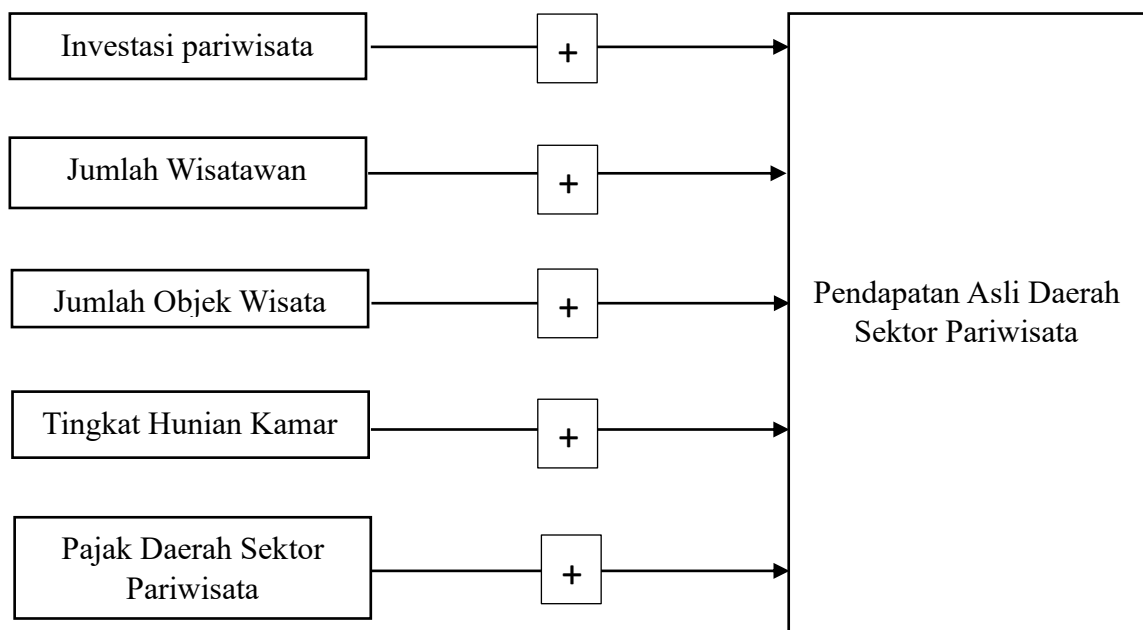 Investasi pariwisata
+
Jumlah Wisatawan
+
Jumlah Objek Wisata
+
Tingkat Hunian Kamar
+
Pajak Daerah Sektor
Pariwisata
+
Pendapatan Asli Daerah
Sektor Pariwisata